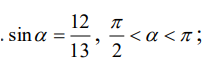 . sin α = 12/13 , π/2 < α < π ;